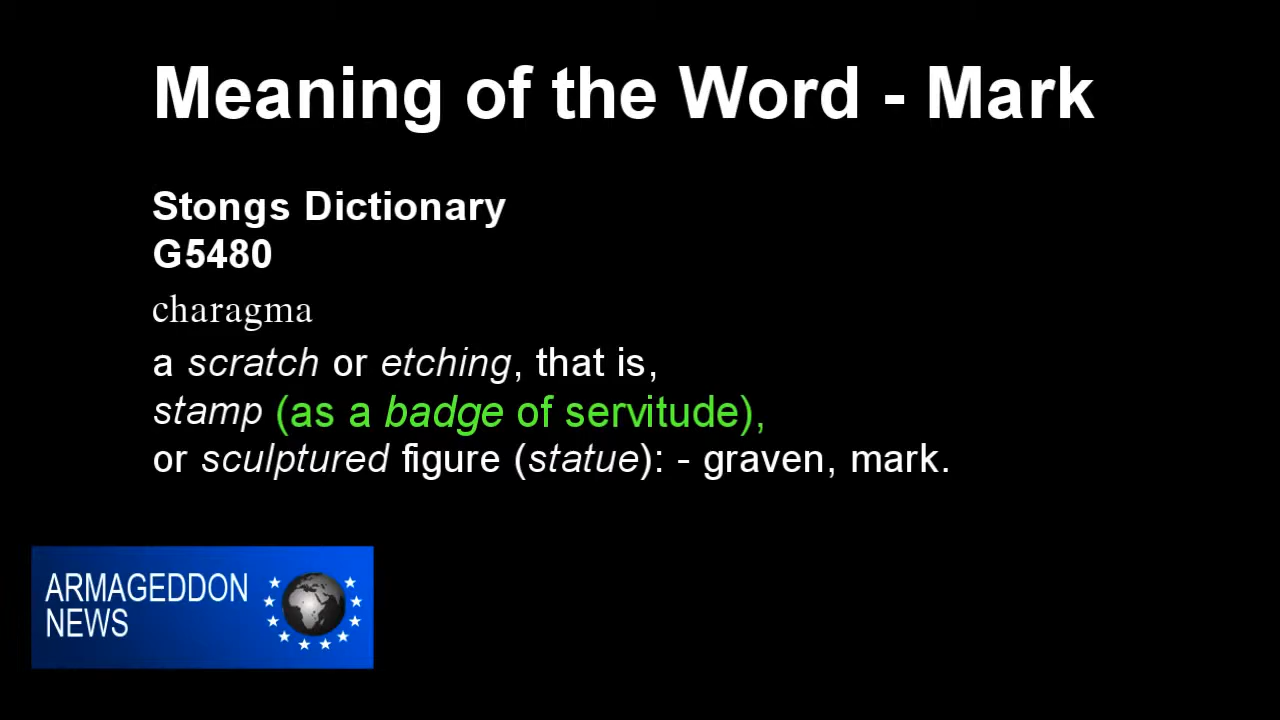 Meaning of the Word - Mark
Stongs Dictionary
G5480
charagma
a scratch or etching, that is,
stamp (as a badge of servitude),
or sculptured figure (statue): - graven, mark.
ARMAGEDDON
NEWS